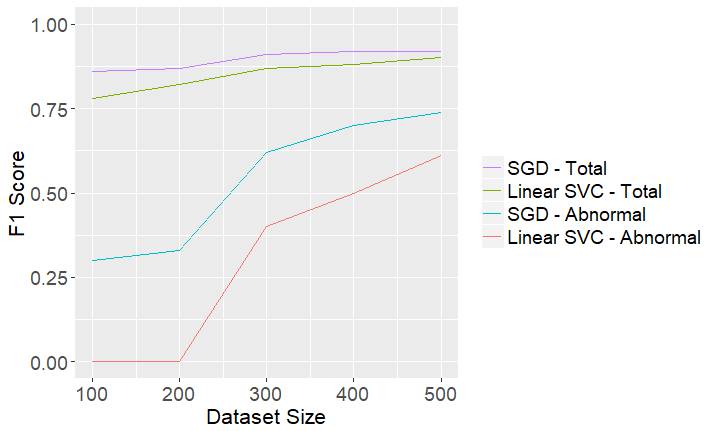 1.00
0.75
0.50
0.25
0.00
F1 Score
100 200 300 400 500
Dataset Size
SGD - Total
Linear SVC - Total
SGD - Abnormal
Linear SVC - Abnormal